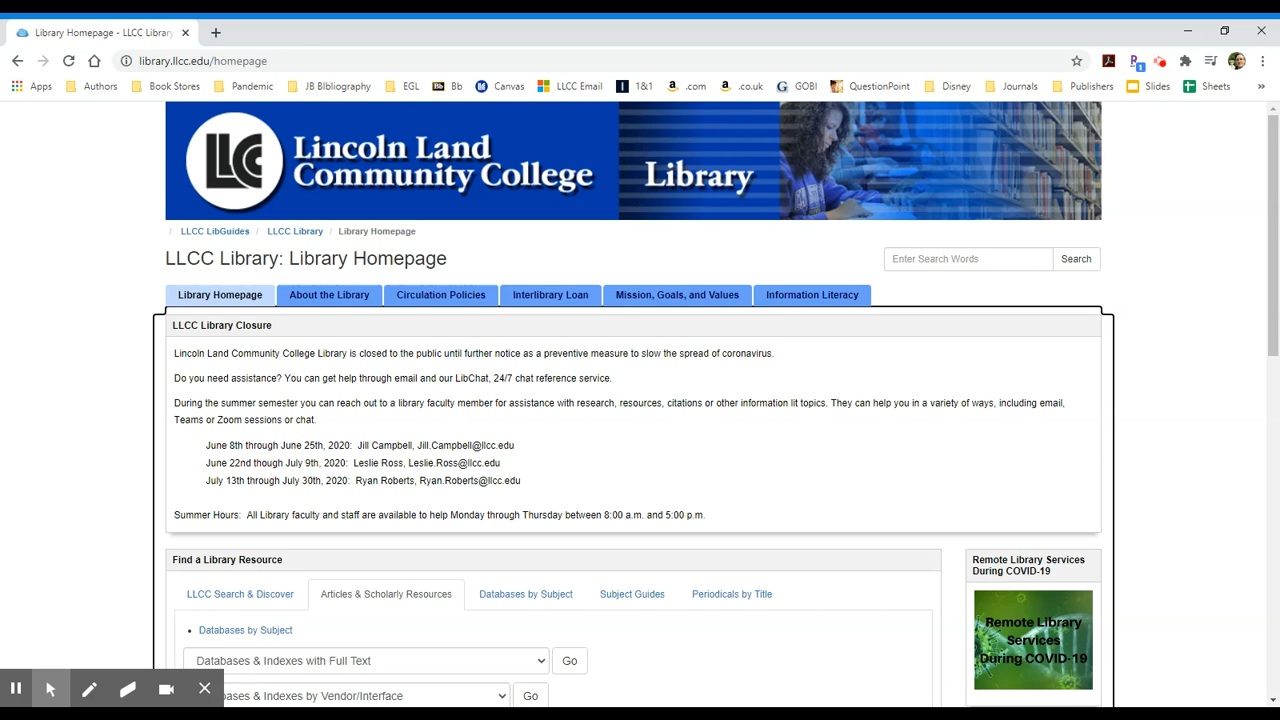 Library Homepage - LLCC Library
library.llcc.edu/homepage
Apps Authors Book Stores Pandemic JB BIbliography EGL Bb Bb Canvas LLCC Email 1&1 .com .co.uk GOBI QuestionPoint Disney Journals Publishers Slides Sheets »
LLC Lincoln Land
Community College Library
/ LLCC LibGuides / LLCC Library / Library Homepage
LLCC Library: Library Homepage
Enter Search Words Search
Library Homepage About the Library Circulation Policies Interlibrary Loan Mission, Goals, and Values Information Literacy
LLCC Library Closure
Lincoln Land Community College Library is closed to the public until further notice as a preventive measure to slow the spread of coronavirus.
Do you need assistance? You can get help through email and our LibChat, 24/7 chat reference service.
During the summer semester you can reach out to a library faculty member for assistance with research, resources, citations or other information lit topics. They can help you in a variety of ways, including email,
Teams or Zoom sessions or chat.
June 8th through June 25th, 2020: Jill Campbell, Jill.Campbell@llcc.edu
June 22nd though July 9th, 2020: Leslie Ross, Leslie.Ross@llcc.edu
July 13th through July 30th, 2020: Ryan Roberts, Ryan.Roberts@llcc.edu
Summer Hours: All Library faculty and staff are available to help Monday through Thursday between 8:00 a.m. and 5:00 p.m.
Find a Library Resource
LLCC Search & Discover Articles & Scholarly Resources Databases by Subject Subject Guides Periodicals by Title
• Databases by Subject
Databases & Indexes with Full Text Go
& Indexes by Vendor/Interface Go
Remote Library Services
During COVID-19
Remote Library
Services
During COVID-19